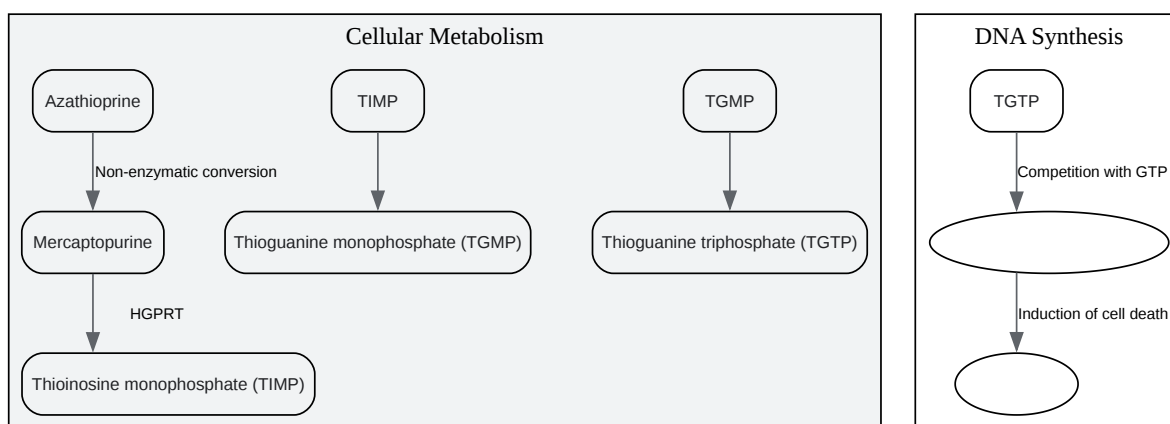 Cellular Metabolism
DNA Synthesis
Azathioprine
TIMP
TGMP
TGTP
Non-enzymatic conversion
Competition with GTP
Mercaptopurine
Thioguanine monophosphate (TGMP)
Thioguanine triphosphate (TGTP)
HGPRT
Induction of cell death
Thioinosine monophosphate (TIMP)